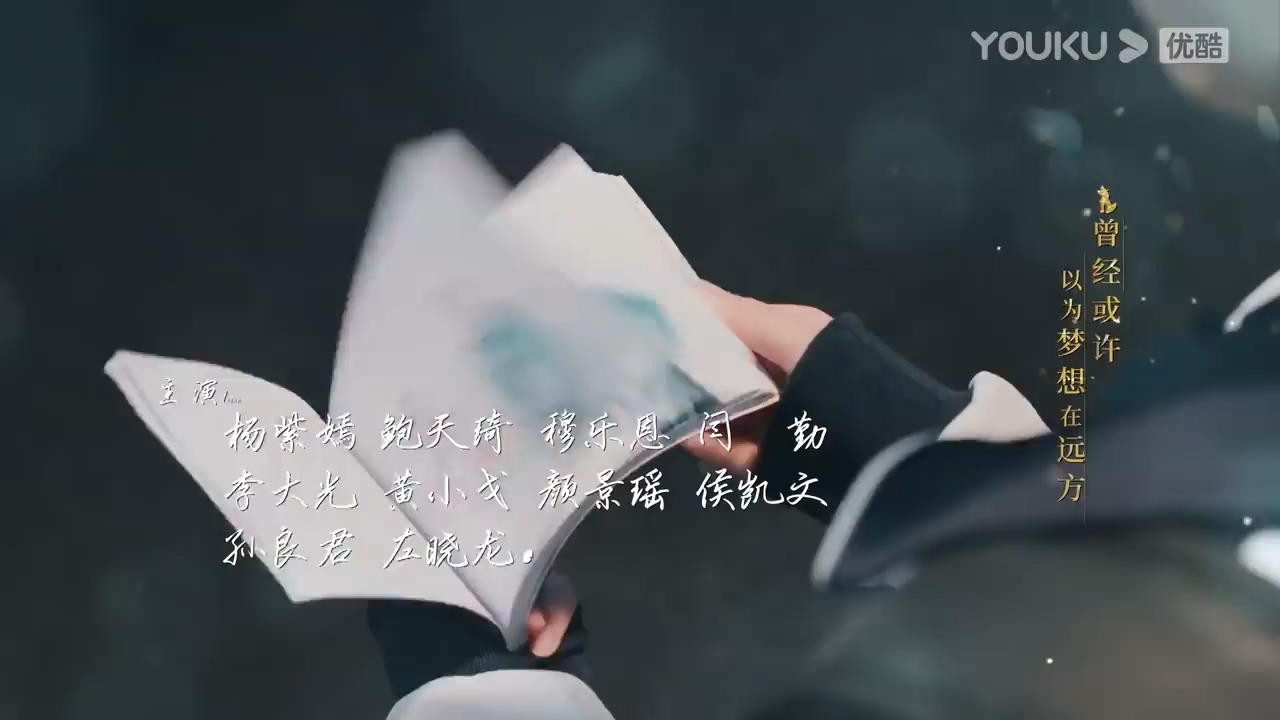 YOUKU 优酷
曾经或许
以为梦想在远方
主演
杨紫嫣 鲍天琦 穆乐恩 闫 勤
李大光 黄小戈 颜景瑶 侯凯文
孙良君 左晓龙